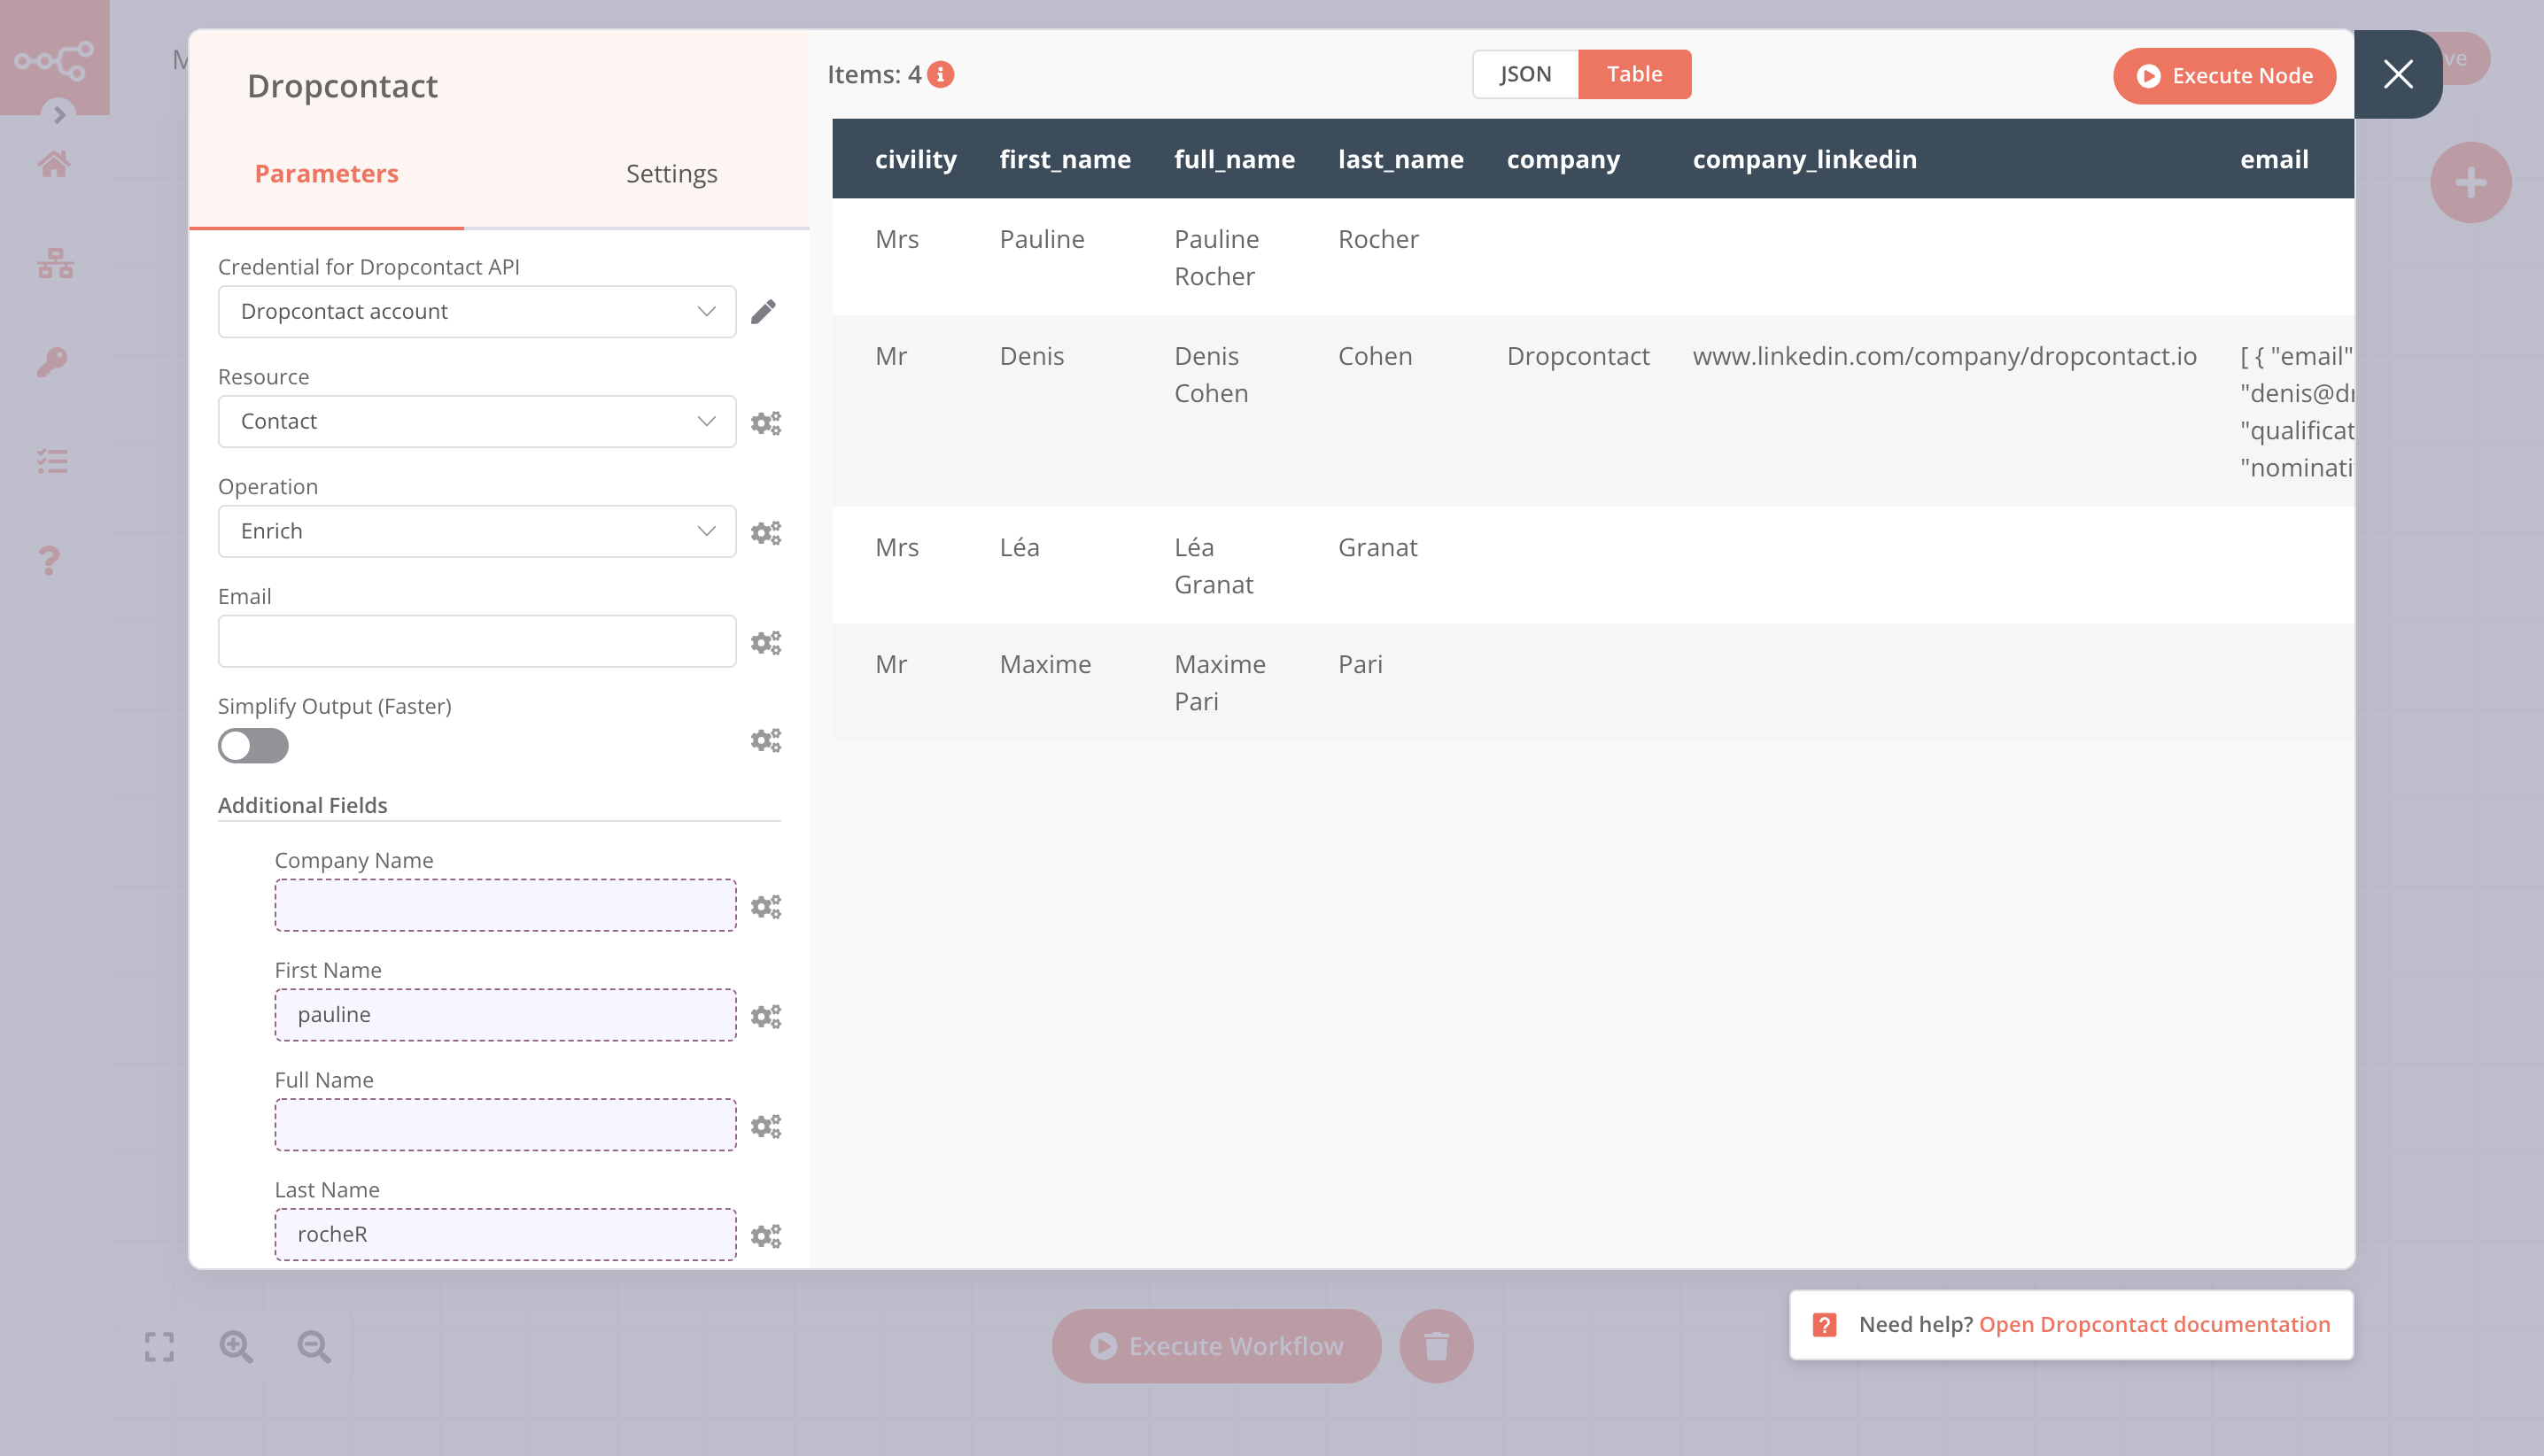 Dropcontact
Parameters Settings
Credential for Dropcontact API
Dropcontact account
Resource
Contact
Operation
Enrich
Email
Simplify Output (Faster)
Additional Fields
Company Name
First Name
pauline
Full Name
Last Name
rocheR
Items: 4
JSON Table
Execute Node
civility first_name full_name last_name company company_linkedin email
Mrs Pauline Pauline Rocher
Rocher
Mr Denis Denis Cohen Dropcontact www.linkedin.com/company/dropcontact.io [ { "email"
Cohen "denis@dr
"qualificat
"nominati
Mrs Léa Léa Granat
Granat
Mr Maxime Maxime Pari
Pari
Execute Workflow
Need help? Open Dropcontact documentation